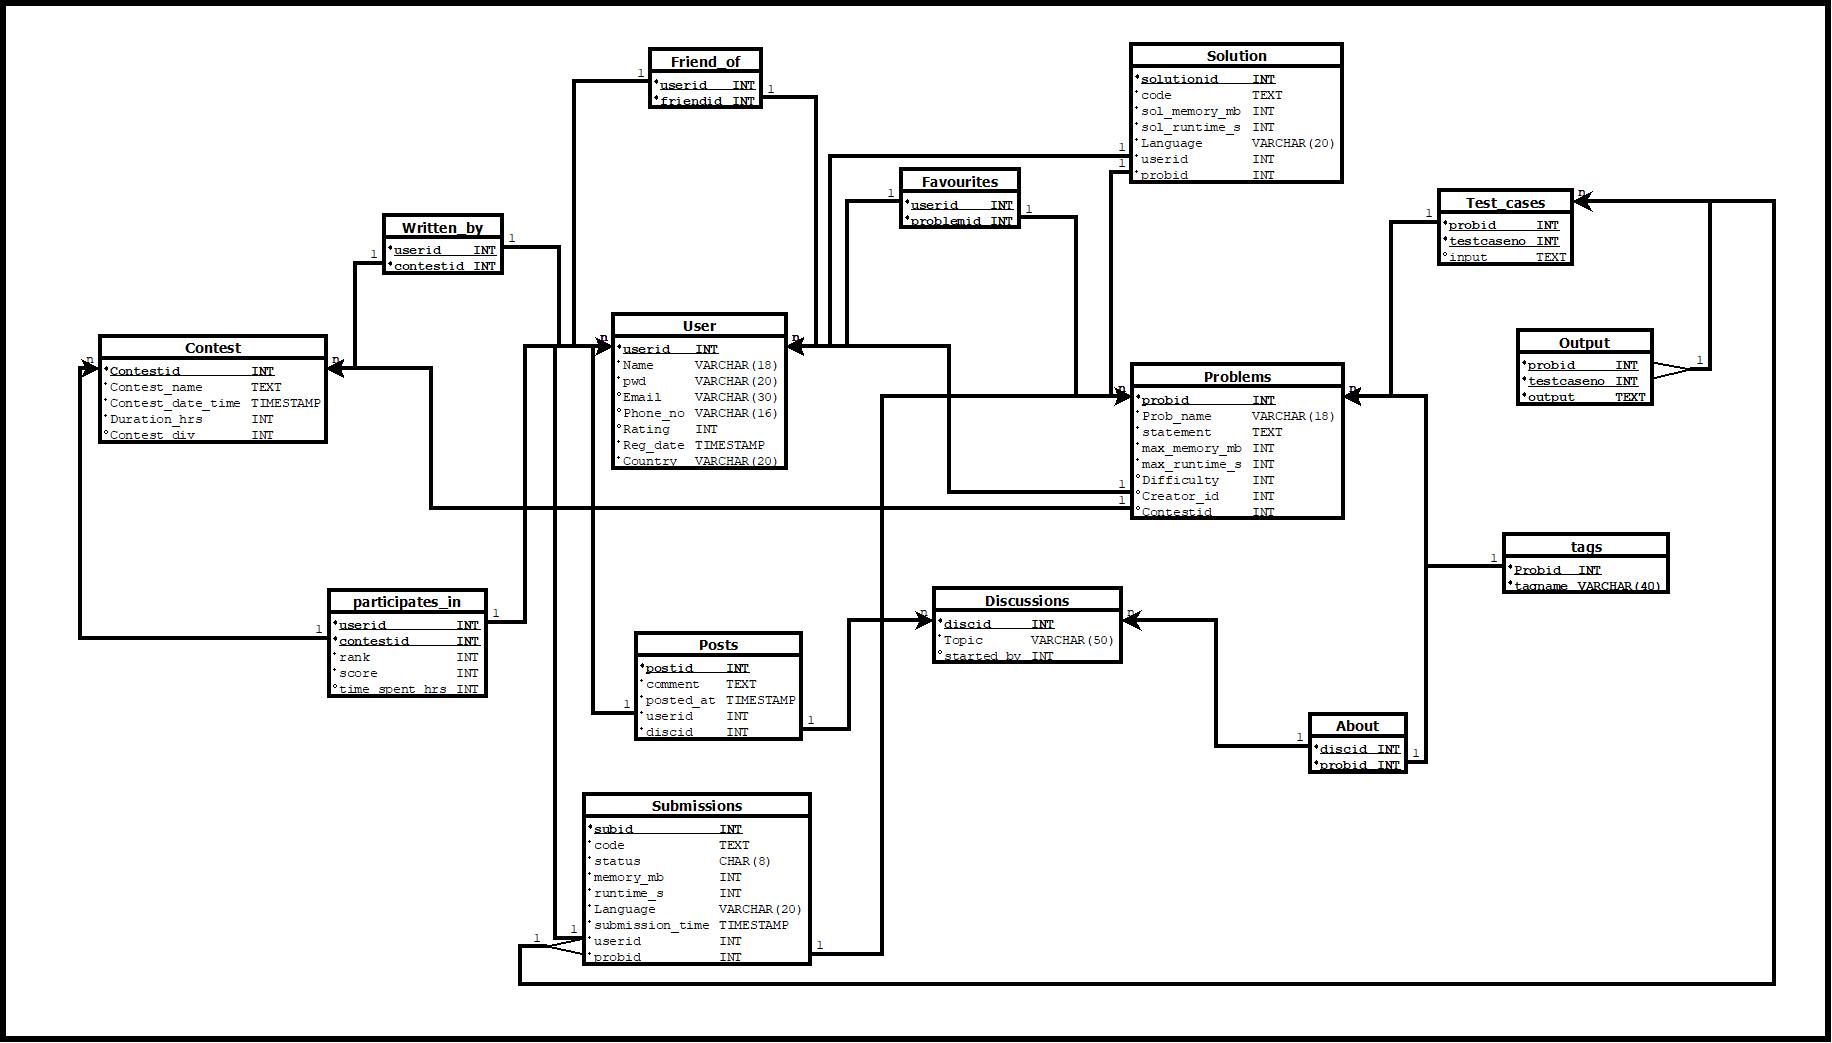 Friend_of
1
userid INT
1
friendid INT
Solution
solutionid INT
code TEXT
sol_memory_mb INT
sol_runtime_s INT
Language VARCHAR(20)
1
userid INT
1
probid INT
Favourites
1
userid INT
1
problemid INT
Written_by
1
userid INT
1
contestid INT
Test_cases
n
1
probid INT
testcaseno INT
input TEXT
Contest
n
n
Contestid INT
Contest_name TEXT
Contest_date_time TIMESTAMP
Duration_hrs INT
Contest_div INT
User
n
n
userid INT
Name VARCHAR(18)
pwd VARCHAR(20)
Email VARCHAR(30)
Phone_no VARCHAR(16)
Rating INT
Reg_date TIMESTAMP
Country VARCHAR(20)
Problems
n
n
probid INT
Prob_name VARCHAR(18)
statement TEXT
max_memory_mb INT
max_runtime_s INT
Difficulty INT
1
Creator_id INT
1
Contestid INT
Output
1
probid INT
testcaseno INT
output TEXT
tags
1
Probid INT
tagname VARCHAR(40)
participates_in
1
userid INT
1
contestid INT
rank INT
score INT
time_spent_hrs INT
Posts
postid INT
comment TEXT
posted_at TIMESTAMP
1
userid INT
1
discid INT
Discussions
n
n
discid INT
Topic VARCHAR(50)
started_by INT
About
1
discid INT
1
probid INT
Submissions
subid INT
code TEXT
status CHAR(8)
memory_mb INT
runtime_s INT
Language VARCHAR(20)
submission_time TIMESTAMP
1
1
userid INT
1
probid INT